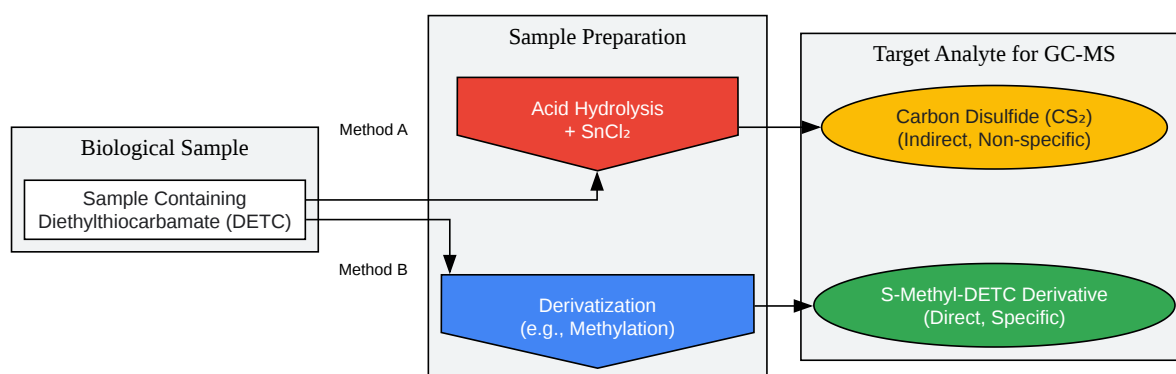 Biological Sample
Sample Containing
Diethylthiocarbamate (DETC)
Method A
Method B
Sample Preparation
Acid Hydrolysis
+ SnCl₂
Derivatization
(e.g., Methylation)
Target Analyte for GC-MS
Carbon Disulfide (CS₂)
(Indirect, Non-specific)
S-Methyl-DETC Derivative
(Direct, Specific)